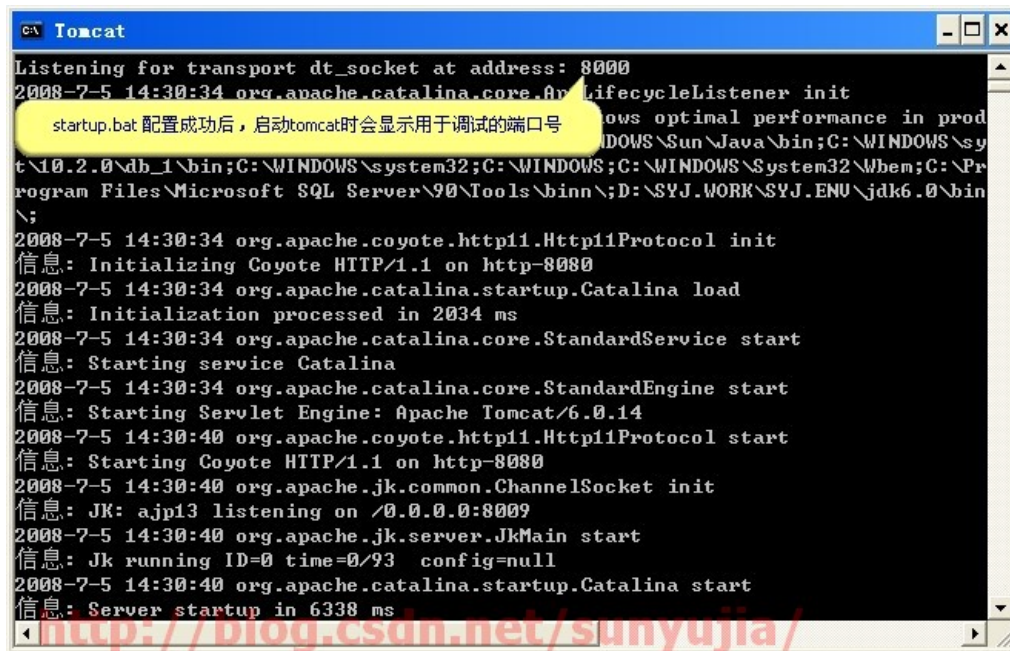 Tomcat
Listening for transport dt_socket at address: 8000
2008-7-5 14:30:34 org.apache.catalina.core.Ap LifecycleListener init
startup.bat 配置成功后，启动tomcat时会显示用于调试的端口号
ows optimal performance in prod
DOWS\Sun\Java\bin;C:\WINDOWS\sy
t\10.2.0\db_1\bin;C:\WINDOWS\system32;C:\WINDOWS;C:\WINDOWS\System32\Wbem;C:\Pr
rogram Files\Microsoft SQL Server\90\Tools\binn\;D:\SYJ.WORK\SYJ.ENV\jdk6.0\bin
\;
2008-7-5 14:30:34 org.apache.coyote.http11.Http11Protocol init
信息: Initializing Coyote HTTP/1.1 on http-8080
2008-7-5 14:30:34 org.apache.catalina.startup.Catalina load
信息: Initialization processed in 2034 ms
2008-7-5 14:30:34 org.apache.catalina.core.StandardService start
信息: Starting service Catalina
2008-7-5 14:30:34 org.apache.catalina.core.StandardEngine start
信息: Starting Servlet Engine: Apache Tomcat/6.0.14
2008-7-5 14:30:40 org.apache.coyote.http11.Http11Protocol start
信息: Starting Coyote HTTP/1.1 on http-8080
2008-7-5 14:30:40 org.apache.jk.common.ChannelSocket init
信息: JK: ajp13 listening on /0.0.0.0:8009
2008-7-5 14:30:40 org.apache.jk.server.JkMain start
信息: Jk running ID=0 time=0/93  config=null
2008-7-5 14:30:40 org.apache.catalina.startup.Catalina start
信息: Server startup in 6338 ms
http://blog.csdn.net/sunyujia/